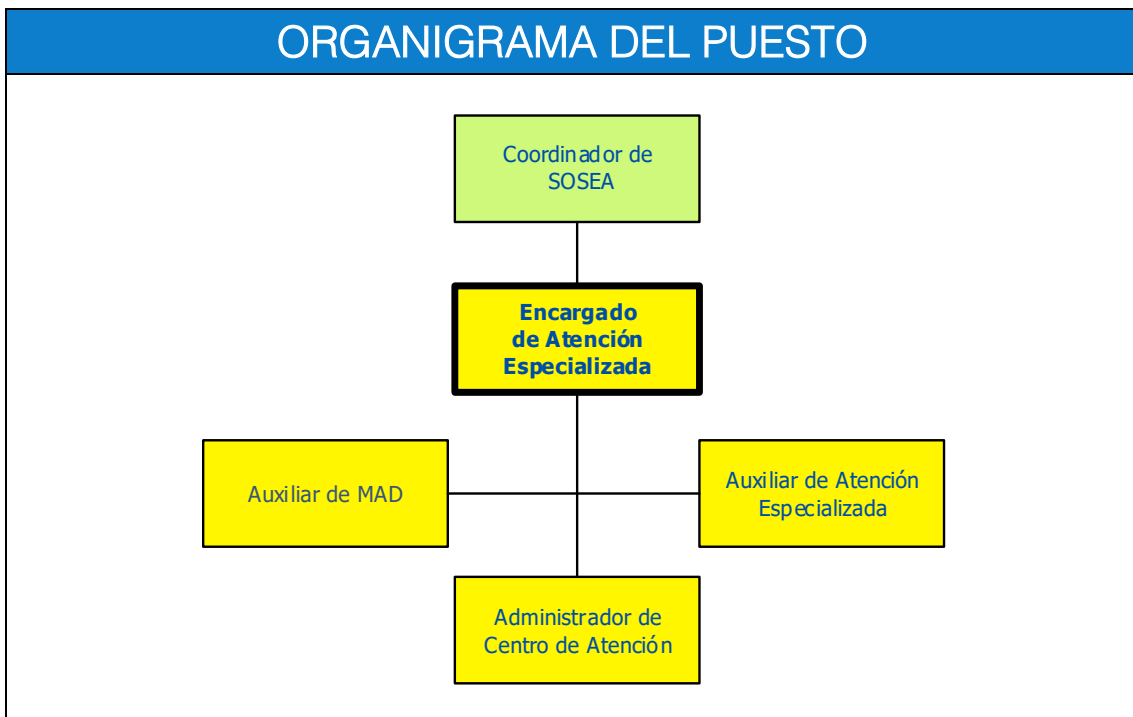 ORGANIGRAMA DEL PUESTO
Coordinador de
SOSEA
Encargado
de Atención
Especializada
Auxiliar de MAD
Auxiliar de Atención
Especializada
Administrador de
Centro de Atención